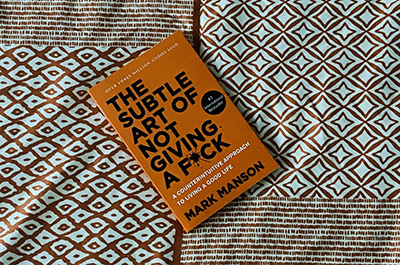 OVER THREE MILLION COPIES SOLD
THE
SUBTLE
ART OF
NOT
GIVING
A F*CK
A COUNTERINTUITIVE APPROACH
TO LIVING A GOOD LIFE
MARK MANSON